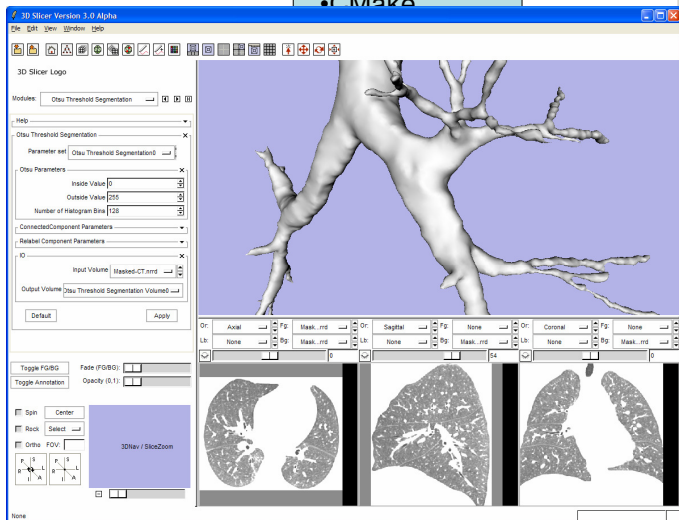 •CMake
3D Slicer Version 3.0 Alpha
File Edit View Window Help
3D Slicer Logo
Modules: Otsu Threshold Segmentation
Help
Otsu Threshold Segmentation
Parameter set Otsu Threshold Segmentation0
Otsu Parameters
Inside Value 0
Outside Value 255
Number of Histogram Bins 128
ConnectedComponent Parameters
Relabel Component Parameters
IO
Input Volume Masked-CT.nrrd
Output Volume Otsu Threshold Segmentation Volume0
Default Apply
Or: Axial Fg: Mask...rrd Or: Sagittal Fg: None Or: Coronal Fg: None
Lb: None Bg: Mask...rrd Lb: None Bg: Mask...rrd Lb: None Bg: Mask...rrd
0 54 0
Toggle FG/BG Fade (FG/BG):
Toggle Annotation Opacity (0,1):
Spin Center
Rock Select
Ortho FOV:
3DNav / SliceZoom
P S L R I A
P S L R I A
None